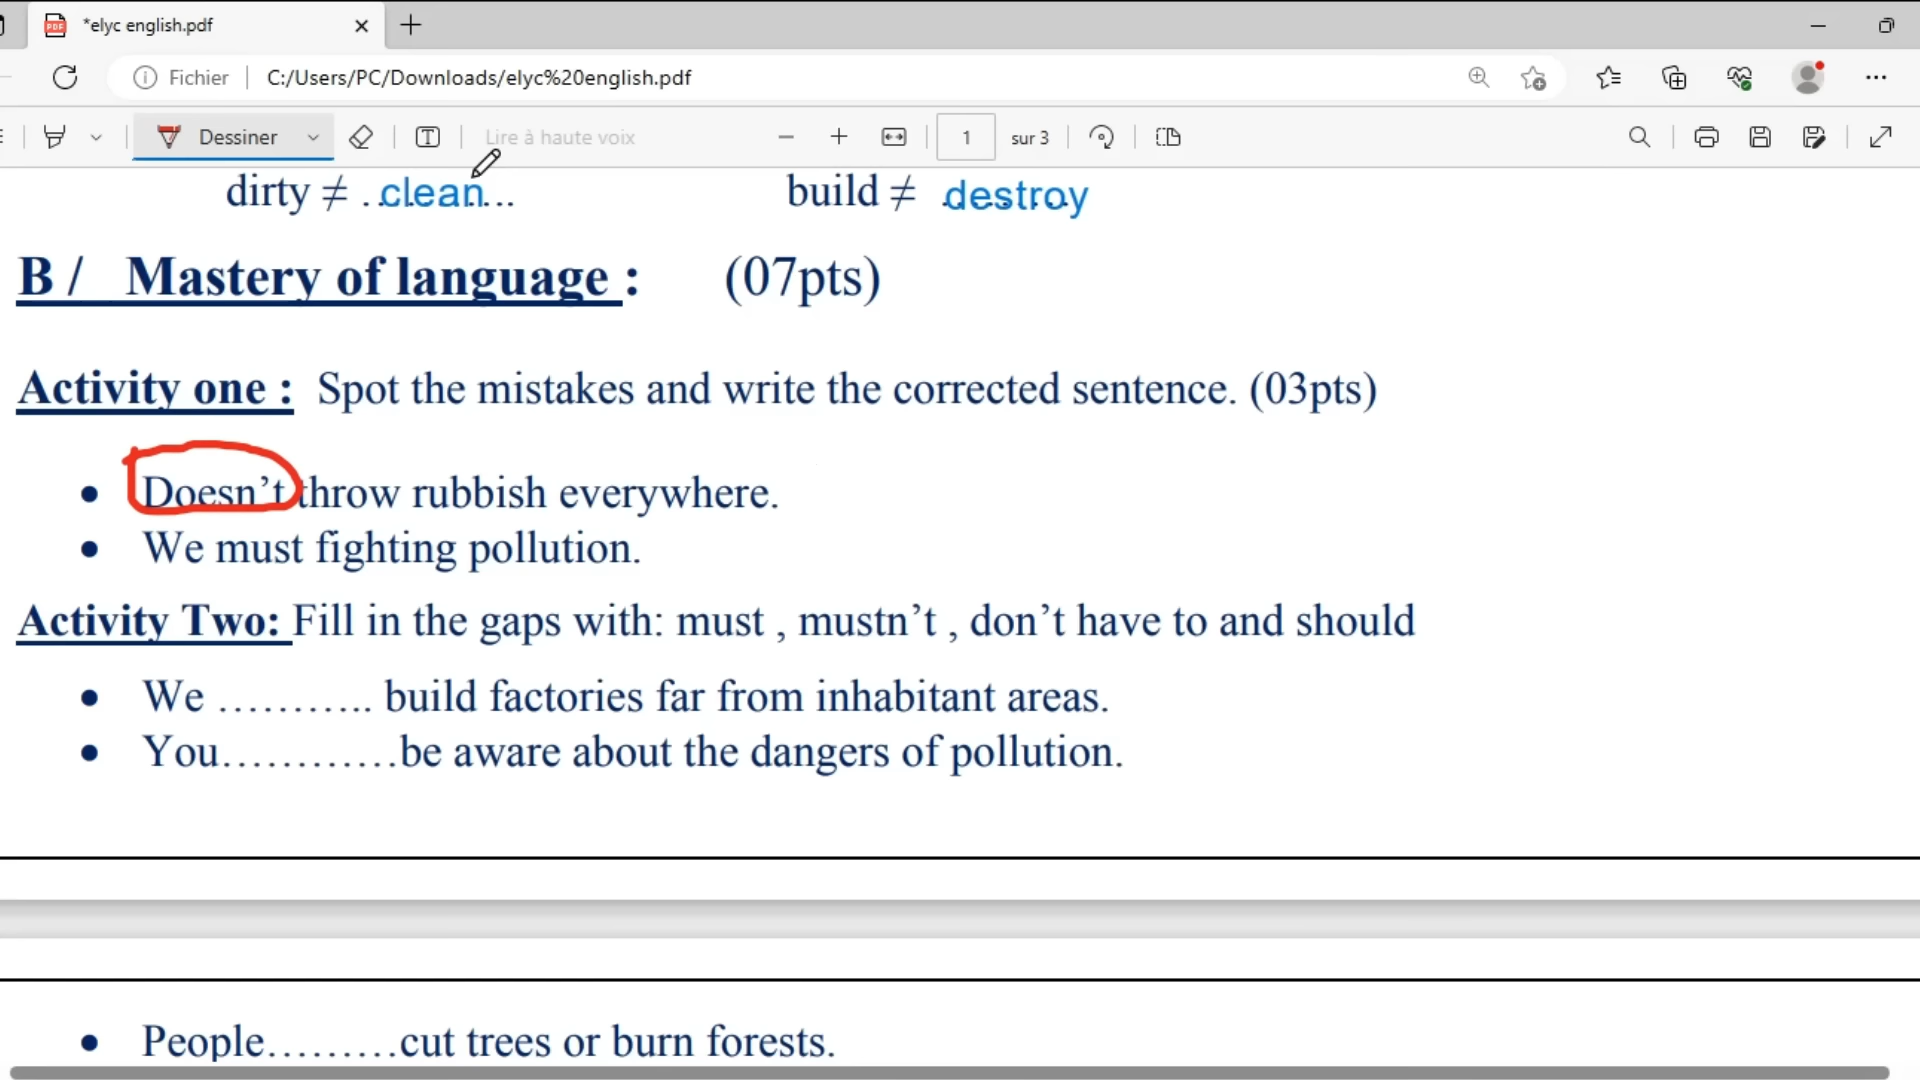 *elyc english.pdf
Fichier C:/Users/PC/Downloads/elyc%20english.pdf
Dessiner Lire à haute voix 1 sur 3
dirty ≠ ..clean... build ≠ destroy
B / Mastery of language : (07pts)
Activity one : Spot the mistakes and write the corrected sentence. (03pts)
• Doesn’t throw rubbish everywhere.
• We must fighting pollution.
Activity Two: Fill in the gaps with: must , mustn’t , don’t have to and should
• We ……….. build factories far from inhabitant areas.
• You…………be aware about the dangers of pollution.
• People………cut trees or burn forests.